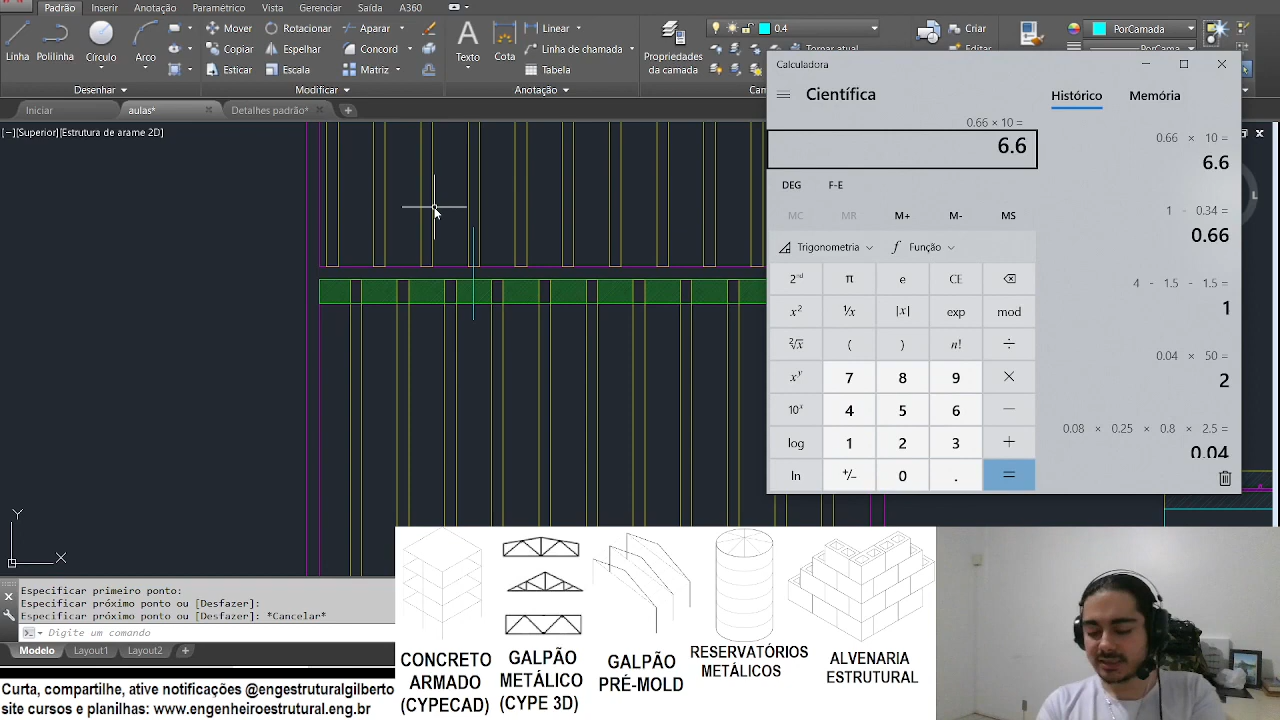 Padrão
Inserir
Anotação
Paramétrico
Vista
Gerenciar
Saída
A360
Linha
Polilinha
Círculo
Arco
Mover
Copiar
Esticar
Rotacionar
Espelhar
Escala
Aparar
Concord
Matriz
Texto
Cota
Linear
Linha de chamada
Tabela
Propriedades
da camada
0.4
Tornar atual
Criar
PorCamada
PorCama...
Desenhar
Modificar
Anotação
Iniciar
aulas*
Detalhes padrão*
[−][Superior][Estrutura de arame 2D]
Calculadora
Científica
Histórico
Memória
0.66 × 10 =
6.6
DEG
F-E
MC
MR
M+
M-
MS
Trigonometria
Função
2nd
π
e
CE
x²
¹/x
|x|
exp
mod
²√x
(
)
n!
÷
xʸ
7
8
9
×
10ˣ
4
5
6
−
log
1
2
3
+
ln
+/−
0
.
=
0.66 × 10 =
6.6
1 - 0.34 =
0.66
4 - 1.5 - 1.5 =
1
0.04 × 50 =
2
0.08 × 0.25 × 0.8 × 2.5 =
0.04
Y
X
Especificar primeiro ponto:
Especificar próximo ponto ou [Desfazer]:
Especificar próximo ponto ou [Desfazer]: *Cancelar*
Digite um comando
Modelo
Layout1
Layout2
Curta, compartilhe, ative notificações @engestruturalgilberto
site cursos e planilhas: www.engenheiroestrutural.eng.br
CONCRETO
ARMADO
(CYPECAD)
GALPÃO
METÁLICO
(CYPE 3D)
GALPÃO
PRÉ-MOLD
RESERVATÓRIOS
METÁLICOS
ALVENARIA
ESTRUTURAL